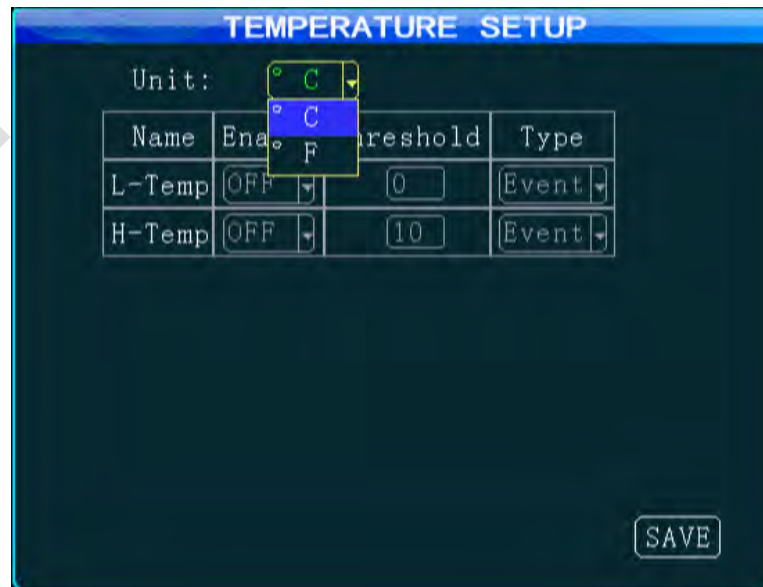 TEMPERATURE SETUP
Unit: ° C
° C
° F
Name Ena reshold Type
L-Temp OFF 0 Event
H-Temp OFF 10 Event
SAVE